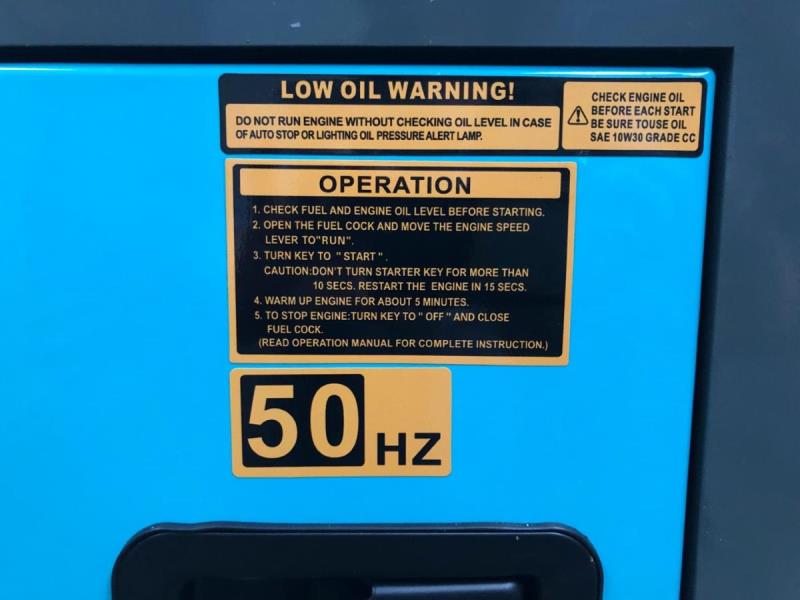 LOW OIL WARNING!
DO NOT RUN ENGINE WITHOUT CHECKING OIL LEVEL IN CASE
OF AUTO STOP OR LIGHTING OIL PRESSURE ALERT LAMP.
CHECK ENGINE OIL
BEFORE EACH START
BE SURE TOUSE OIL
SAE 10W30 GRADE CC
OPERATION
1. CHECK FUEL AND ENGINE OIL LEVEL BEFORE STARTING.
2. OPEN THE FUEL COCK AND MOVE THE ENGINE SPEED
LEVER TO"RUN".
3. TURN KEY TO " START" .
CAUTION:DON'T TURN STARTER KEY FOR MORE THAN
10 SECS. RESTART THE ENGINE IN 15 SECS.
4. WARM UP ENGINE FOR ABOUT 5 MINUTES.
5. TO STOP ENGINE:TURN KEY TO " OFF " AND CLOSE
FUEL COCK.
(READ OPERATION MANUAL FOR COMPLETE INSTRUCTION.)
50 HZ